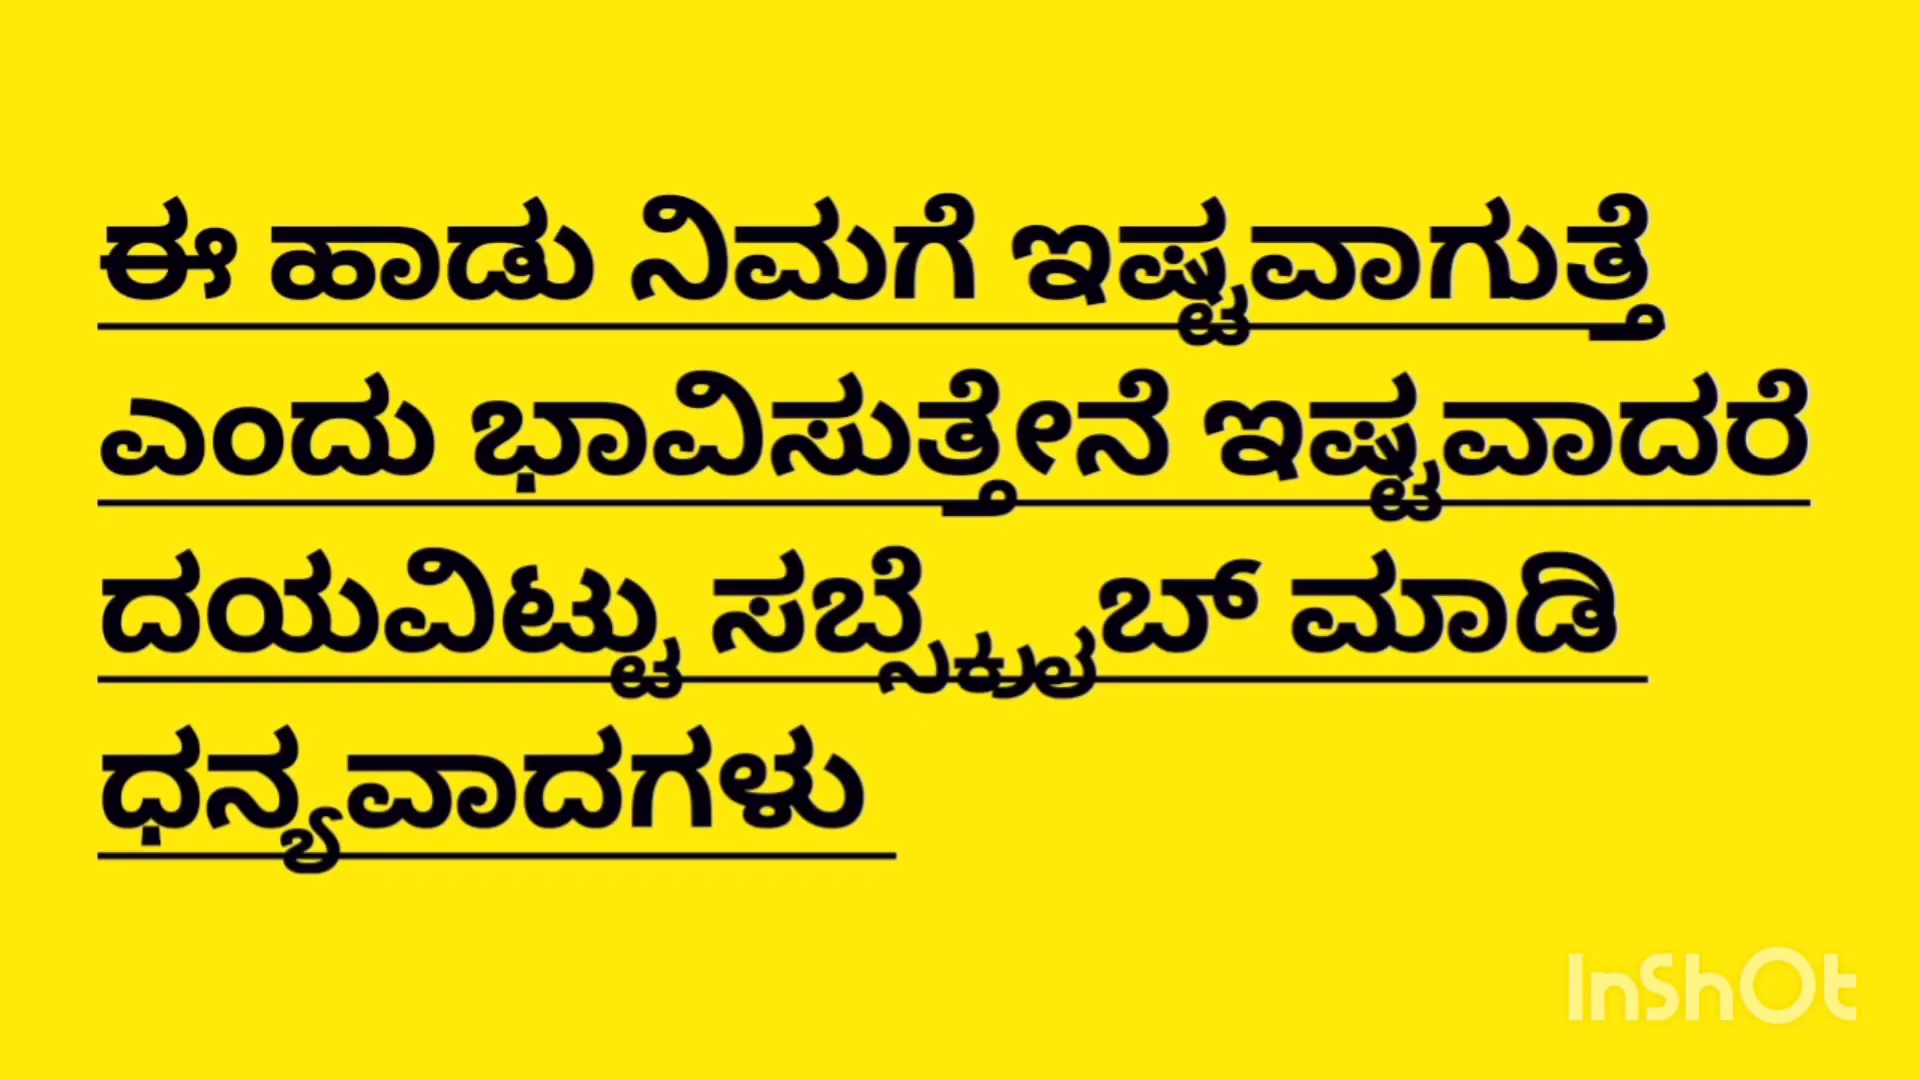 ಈ ಹಾಡು ನಿಮಗೆ ಇಷ್ಟವಾಗುತ್ತೆ
ಎಂದು ಭಾವಿಸುತ್ತೇನೆ ಇಷ್ಟವಾದರೆ
ದಯವಿಟ್ಟು ಸಬ್ಸ್ಕ್ರೈಬ್ ಮಾಡಿ
ಧನ್ಯವಾದಗಳು
InShOt